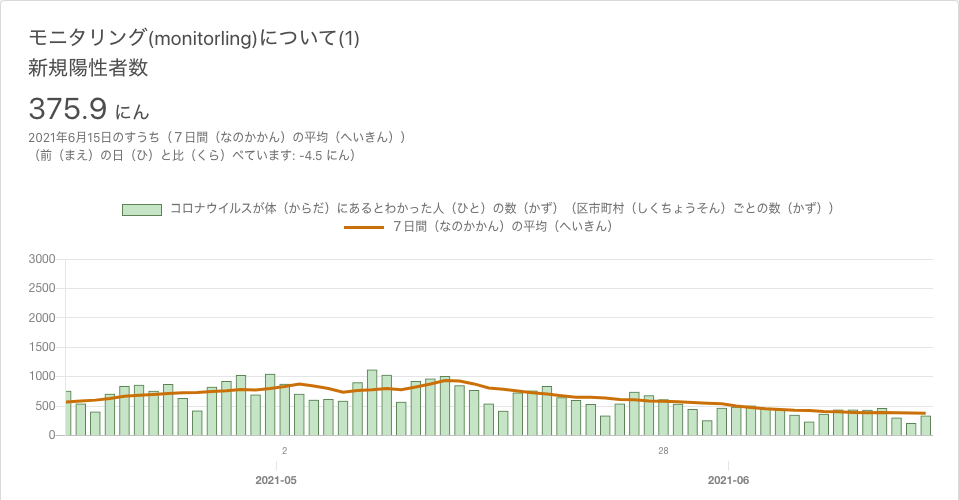 モニタリング(monitorling)について(1)
新規陽性者数
375.9 にん
2021年6月15日のすうち（７日間（なのかかん）の平均（へいきん））
（前（まえ）の日（ひ）と比（くら）べています: -4.5 にん）
コロナウイルスが体（からだ）にあるとわかった人（ひと）の数（かず）（区市町村（しくちょうそん）ごとの数（かず））
７日間（なのかかん）の平均（へいきん）
3000
2500
2000
1500
1000
500
0
2 28
2021-05 2021-06